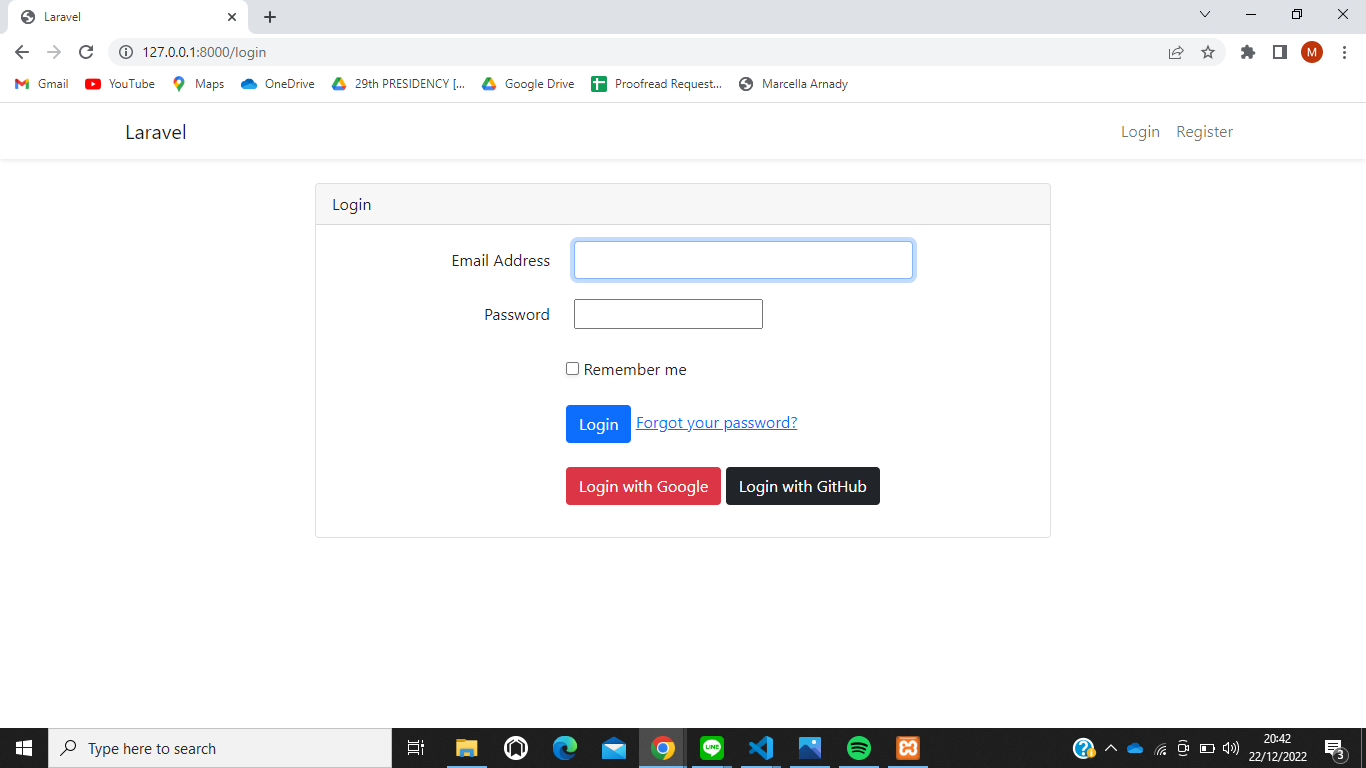 Laravel
127.0.0.1:8000/login
M
Gmail YouTube Maps OneDrive 29th PRESIDENCY [... Google Drive Proofread Request... Marcella Arnady
Laravel Login Register
Login
Email Address
Password
Remember me
Login Forgot your password?
Login with Google Login with GitHub
Type here to search
LINE
20:42
22/12/2022
3